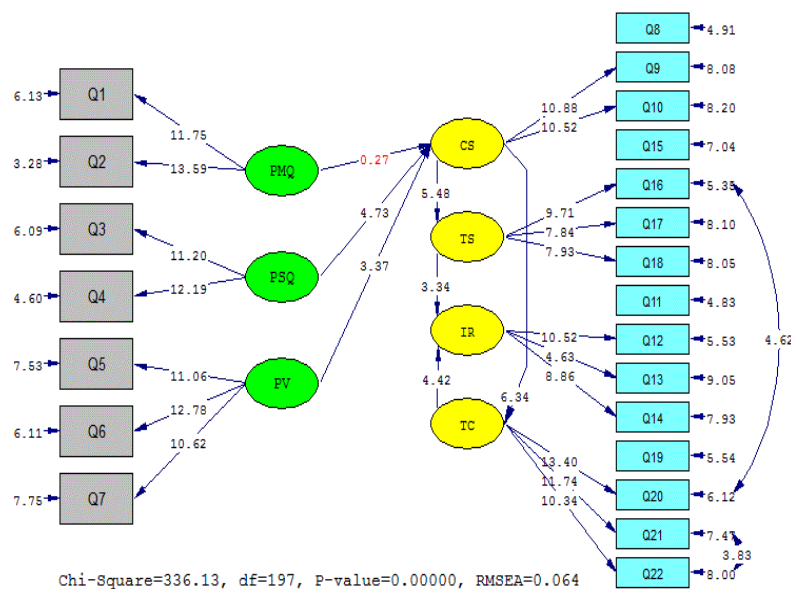 6.13 Q1
3.28 Q2
6.09 Q3
4.60 Q4
7.53 Q5
6.11 Q6
7.75 Q7
11.75
13.59
11.20
12.19
11.06
12.78
10.62
PMQ
PSQ
PV
0.27
4.73
3.37
CS
5.48
TS
3.34
IR
4.42
TC
6.34
10.88
10.52
9.71
7.84
7.93
10.52
4.63
8.86
13.40
11.74
10.34
Q8 4.91
Q9 8.08
Q10 8.20
Q15 7.04
Q16 5.35
Q17 8.10
Q18 8.05
Q11 4.83
Q12 5.53
Q13 9.05
Q14 7.93
Q19 5.54
Q20 6.12
Q21 7.47
Q22 8.00
4.62
3.83
Chi-Square=336.13, df=197, P-value=0.00000, RMSEA=0.064